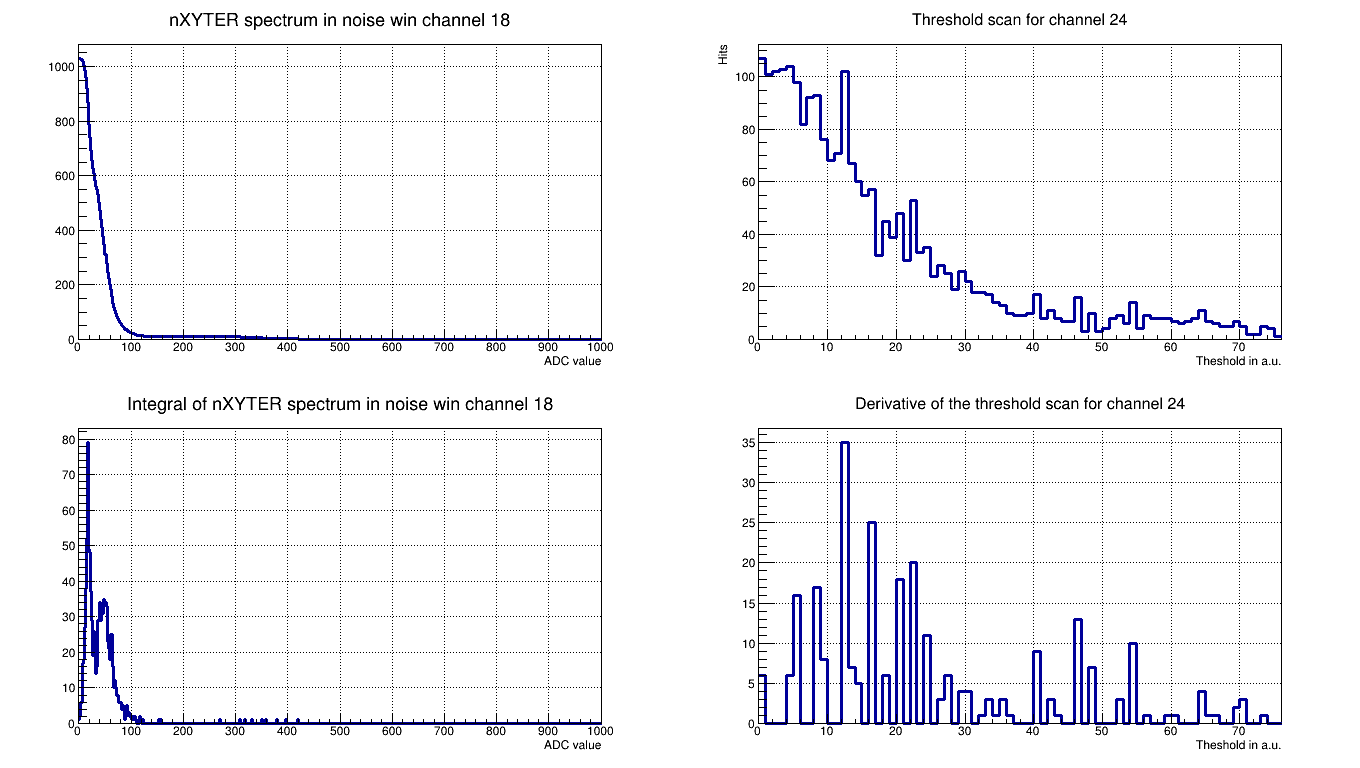 nXYTER spectrum in noise win channel 18
1000
800
600
400
200
0
0 100 200 300 400 500 600 700 800 900 1000
ADC value
Threshold scan for channel 24
Hits
100
80
60
40
20
0
0 10 20 30 40 50 60 70
Theshold in a.u.
Integral of nXYTER spectrum in noise win channel 18
80
70
60
50
40
30
20
10
0
0 100 200 300 400 500 600 700 800 900 1000
ADC value
Derivative of the threshold scan for channel 24
35
30
25
20
15
10
5
0
0 10 20 30 40 50 60 70
Theshold in a.u.